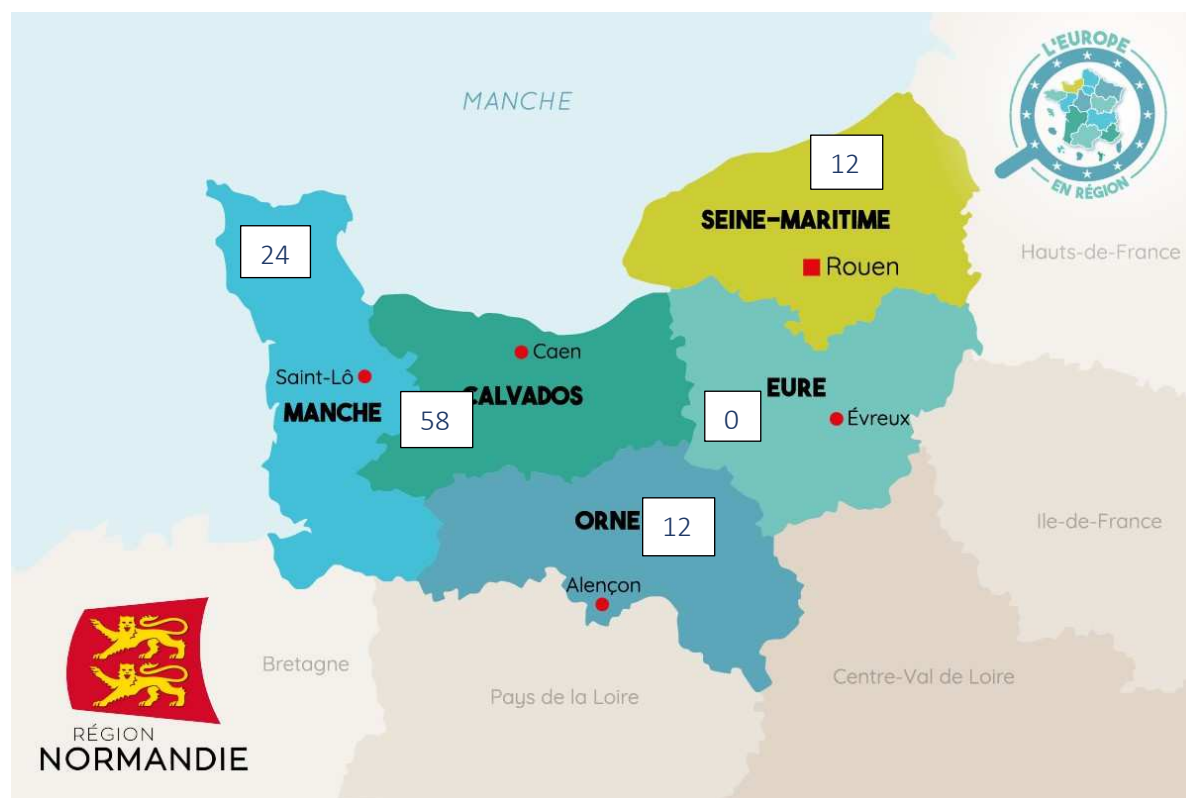 L'EUROPE
EN RÉGION
MANCHE
12
SEINE-MARITIME
Rouen
Hauts-de-France
24
Caen
Saint-Lô
MANCHE
CALVADOS
58
EURE
0
Évreux
ORNE
12
Ile-de-France
Alençon
Bretagne
Pays de la Loire
Centre-Val de Loire
RÉGION
NORMANDIE